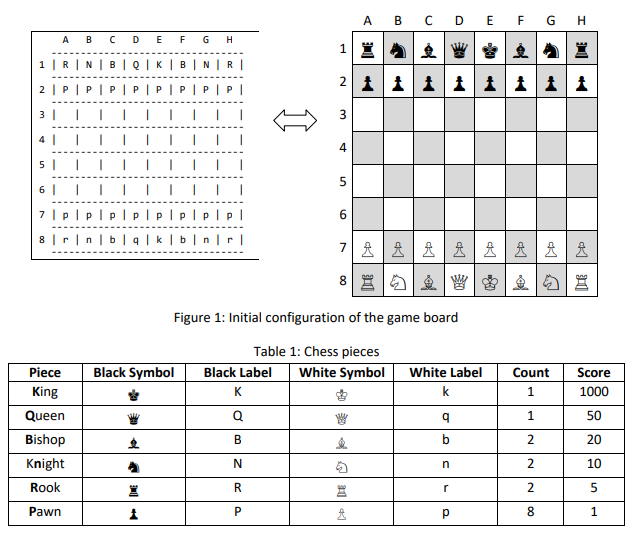 A B C D E F G H
1 | R | N | B | Q | K | B | N | R |
2 | P | P | P | P | P | P | P | P |
3 | | | | | | | | |
4 | | | | | | | | |
5 | | | | | | | | |
6 | | | | | | | | |
7 | p | p | p | p | p | p | p | p |
8 | r | n | b | q | k | b | n | r |
A B C D E F G H
1 ♜ ♞ ♝ ♛ ♚ ♝ ♞ ♜
2 ♟ ♟ ♟ ♟ ♟ ♟ ♟ ♟
3
4
5
6
7 ♙ ♙ ♙ ♙ ♙ ♙ ♙ ♙
8 ♖ ♘ ♗ ♕ ♔ ♗ ♘ ♖
Figure 1: Initial configuration of the game board
Table 1: Chess pieces
Piece Black Symbol Black Label White Symbol White Label Count Score
King ♚ K ♔ k 1 1000
Queen ♛ Q ♕ q 1 50
Bishop ♝ B ♗ b 2 20
Knight ♞ N ♘ n 2 10
Rook ♜ R ♖ r 2 5
Pawn ♟ P ♙ p 8 1